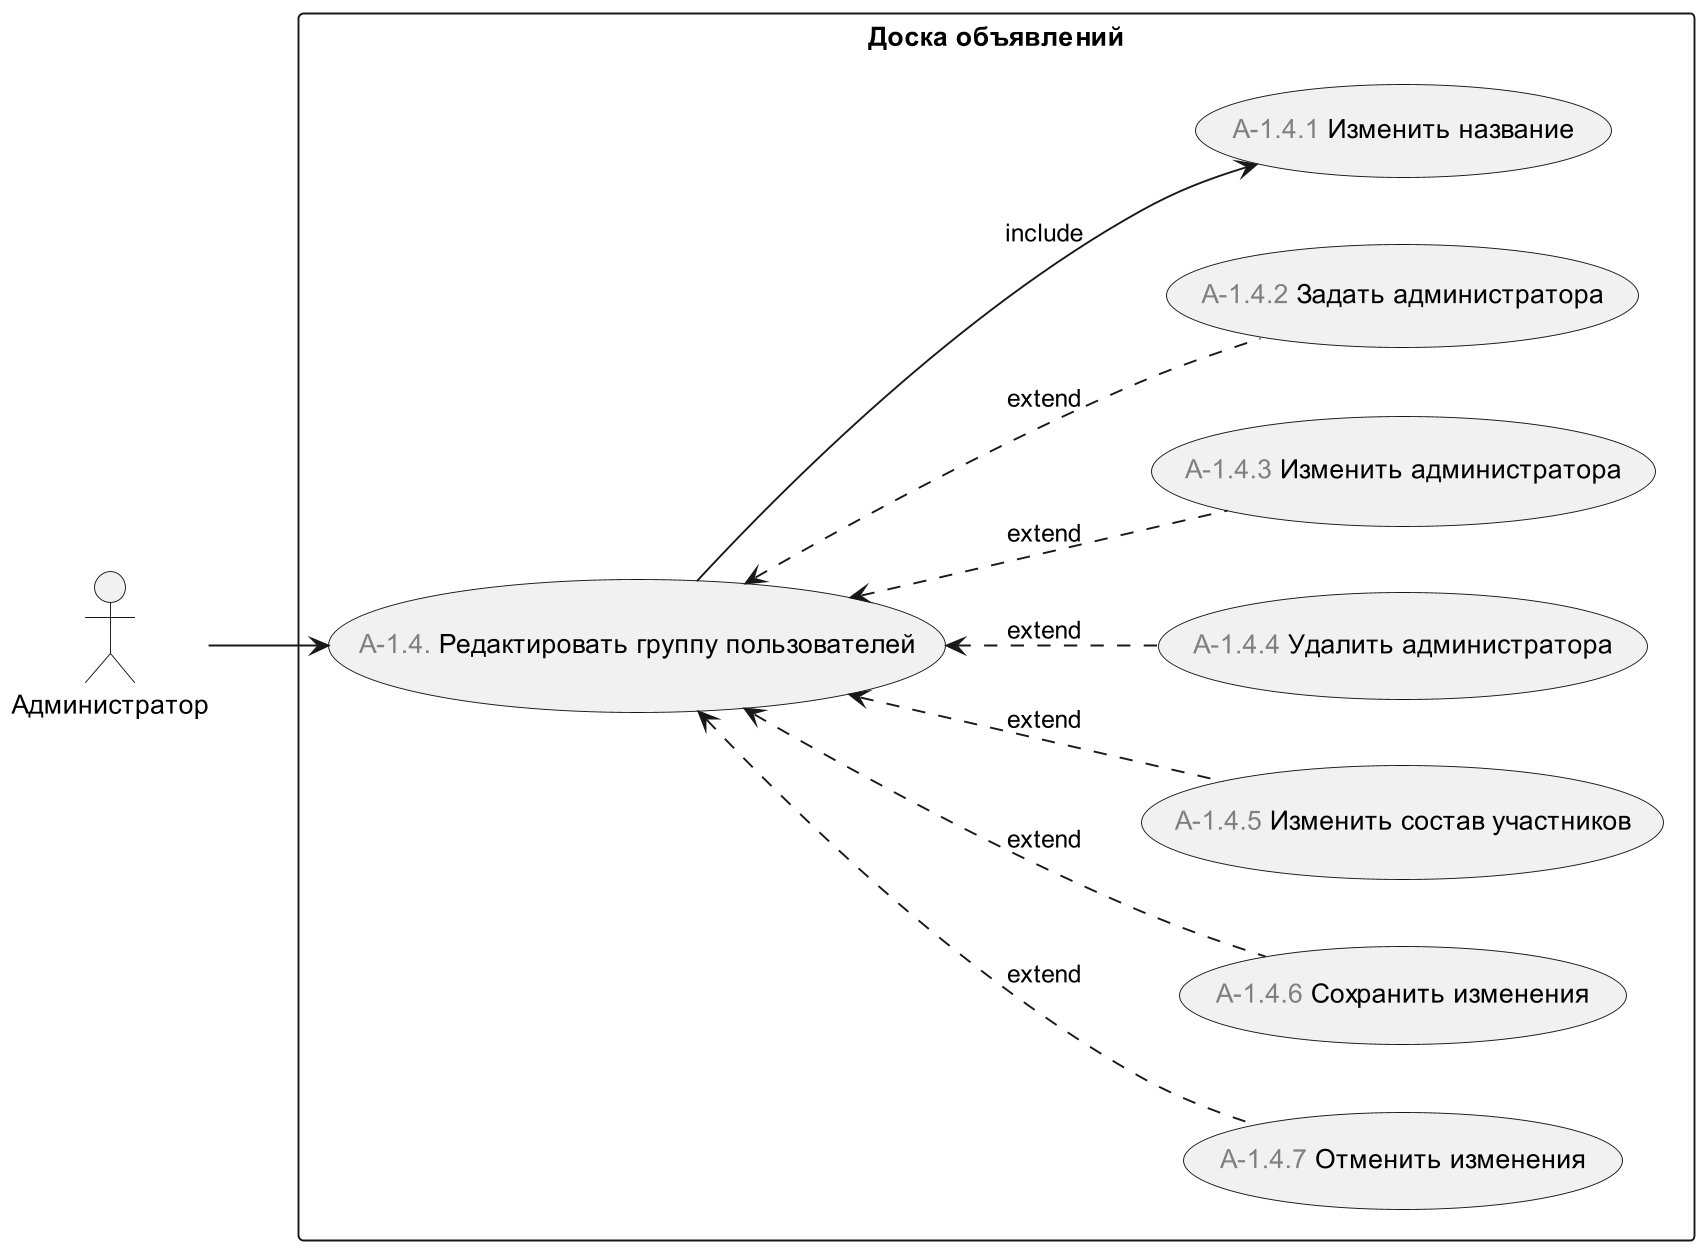 Доска объявлений
A-1.4.1 Изменить название
include
A-1.4.2 Задать администратора
extend
A-1.4.3 Изменить администратора
extend
Администратор
A-1.4. Редактировать группу пользователей
extend
A-1.4.4 Удалить администратора
extend
A-1.4.5 Изменить состав участников
extend
A-1.4.6 Сохранить изменения
extend
A-1.4.7 Отменить изменения